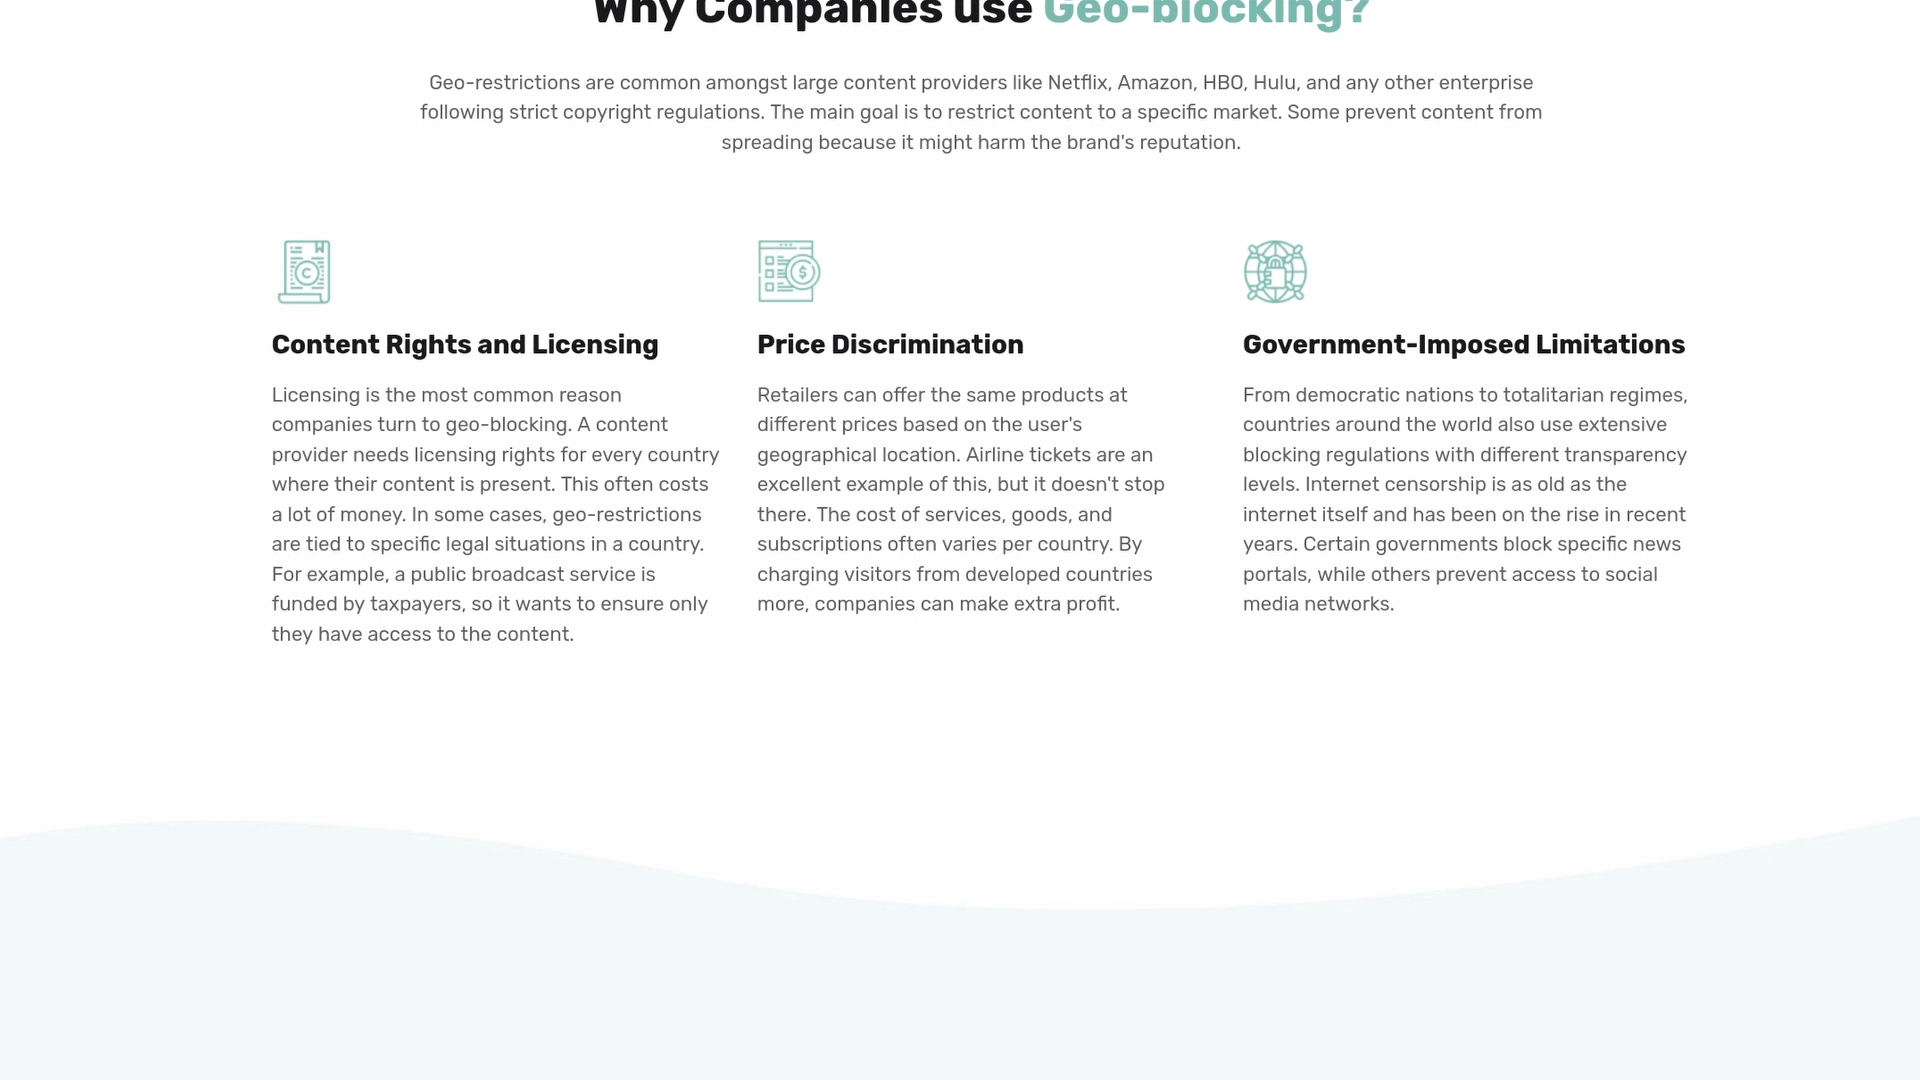 Why Companies use Geo-blocking?
Geo-restrictions are common amongst large content providers like Netflix, Amazon, HBO, Hulu, and any other enterprise
following strict copyright regulations. The main goal is to restrict content to a specific market. Some prevent content from
spreading because it might harm the brand's reputation.
Content Rights and Licensing
Licensing is the most common reason
companies turn to geo-blocking. A content
provider needs licensing rights for every country
where their content is present. This often costs
a lot of money. In some cases, geo-restrictions
are tied to specific legal situations in a country.
For example, a public broadcast service is
funded by taxpayers, so it wants to ensure only
they have access to the content.
Price Discrimination
Retailers can offer the same products at
different prices based on the user's
geographical location. Airline tickets are an
excellent example of this, but it doesn't stop
there. The cost of services, goods, and
subscriptions often varies per country. By
charging visitors from developed countries
more, companies can make extra profit.
Government-Imposed Limitations
From democratic nations to totalitarian regimes,
countries around the world also use extensive
blocking regulations with different transparency
levels. Internet censorship is as old as the
internet itself and has been on the rise in recent
years. Certain governments block specific news
portals, while others prevent access to social
media networks.